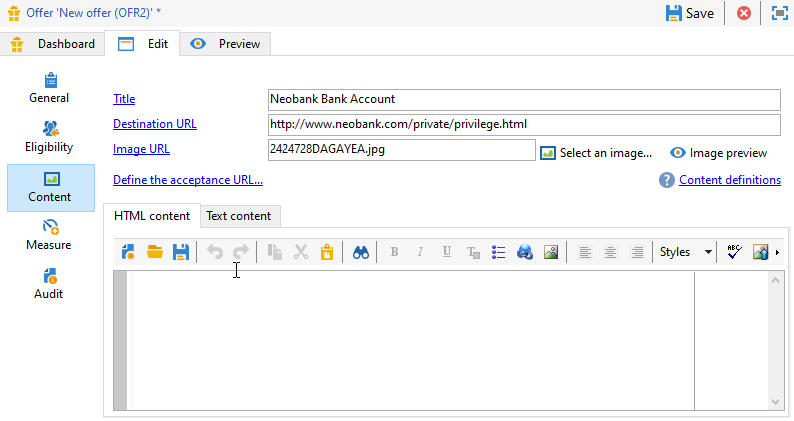 Offer 'New offer (OFR2)' *
Save
Dashboard
Edit
Preview
General
Eligibility
Content
Measure
Audit
Title
Neobank Bank Account
Destination URL
http://www.neobank.com/private/privilege.html
Image URL
2424728DAGAYEA.jpg
Select an image...
Image preview
Define the acceptance URL...
? Content definitions
HTML content
Text content
B I U T
Styles
ABC